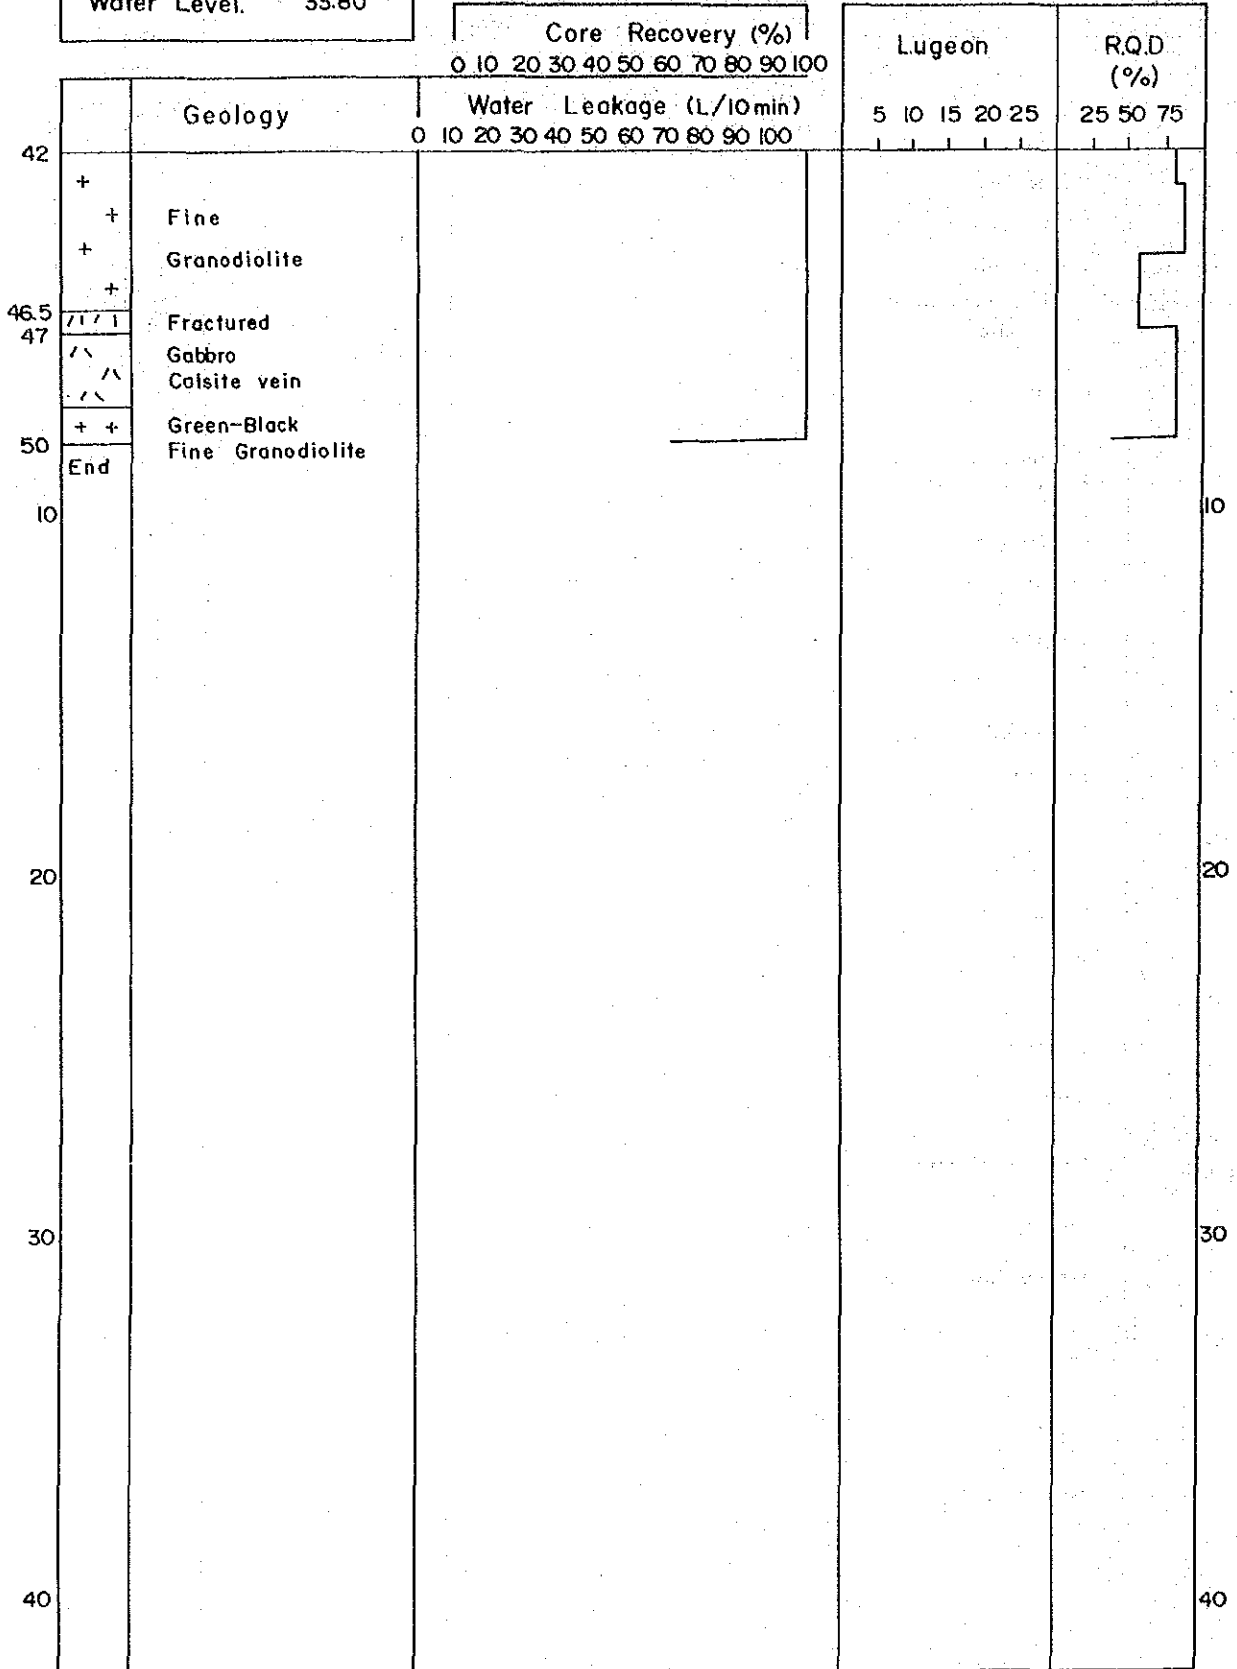 Water Level. 35.80
Core Recovery (%)
0 10 20 30 40 50 60 70 80 90 100
Water Leakage (L/10min)
0 10 20 30 40 50 60 70 80 90 100
Geology
Lugeon
5 10 15 20 25
R.Q.D
(%)
25 50 75
42
Fine
Granodiolite
46.5
Fractured
47
Gabbro
Calsite vein
Green-Black
50
Fine Granodiolite
End
10 10
20 20
30 30
40 40